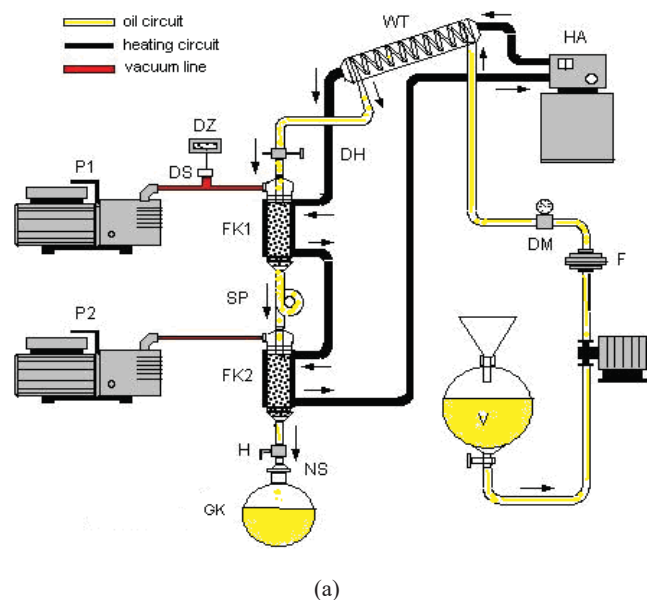 oil circuit
heating circuit
vacuum line
WT
HA
DZ
P1
DS
DH
FK1
DM
F
SP
P2
FK2
V
H
NS
GK
(a)